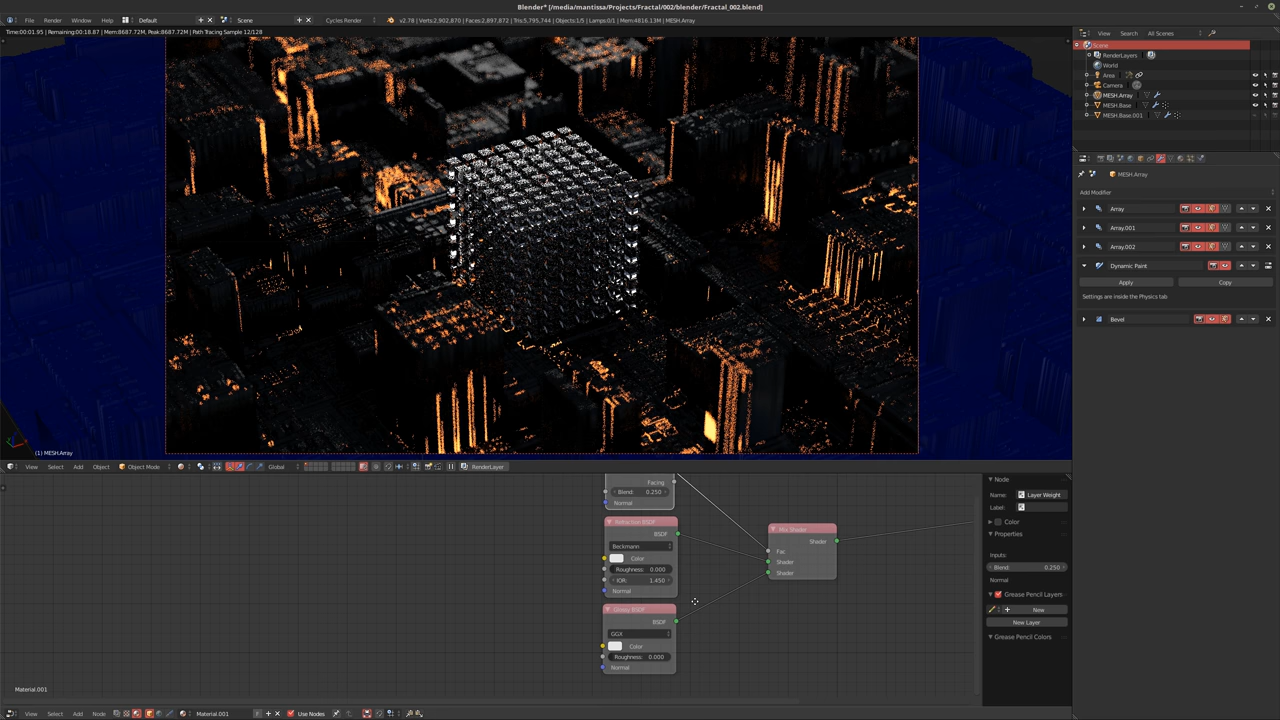 Blender* [/media/mantissa/Projects/Fractal/002/blender/Fractal_002.blend]
File Render Window Help Default Scene Cycles Render v2.78 | Verts:2,902,870 | Faces:2,897,872 | Tris:5,795,744 | Objects:1/5 | Lamps:0/1 | Mem:4816.13M | MESH.Array
Time:00:01.95 | Remaining:00:18.87 | Mem:8687.72M, Peak:8687.72M | Path Tracing Sample 12/128
View Search All Scenes
Scene
RenderLayers
World
Area
Camera
MESH.Array
MESH.Base
MESH.Base.001
MESH.Array
Add Modifier
Array
Array.001
Array.002
Dynamic Paint
Apply Copy
Settings are inside the Physics tab
Bevel
(1) MESH.Array
View Select Add Object Object Mode Global RenderLayer
Facing
Blend: 0.250
Normal
Refraction BSDF
BSDF
Beckmann
Color
Roughness: 0.000
IOR: 1.450
Normal
Glossy BSDF
BSDF
GGX
Color
Roughness: 0.000
Normal
Mix Shader
Shader
Fac
Shader
Shader
Node
Name: Layer Weight
Label:
Color
Properties
Inputs:
Blend: 0.250
Normal
Grease Pencil Layers
New
New Layer
Grease Pencil Colors
Material.001
View Select Add Node Material.001 F Use Nodes